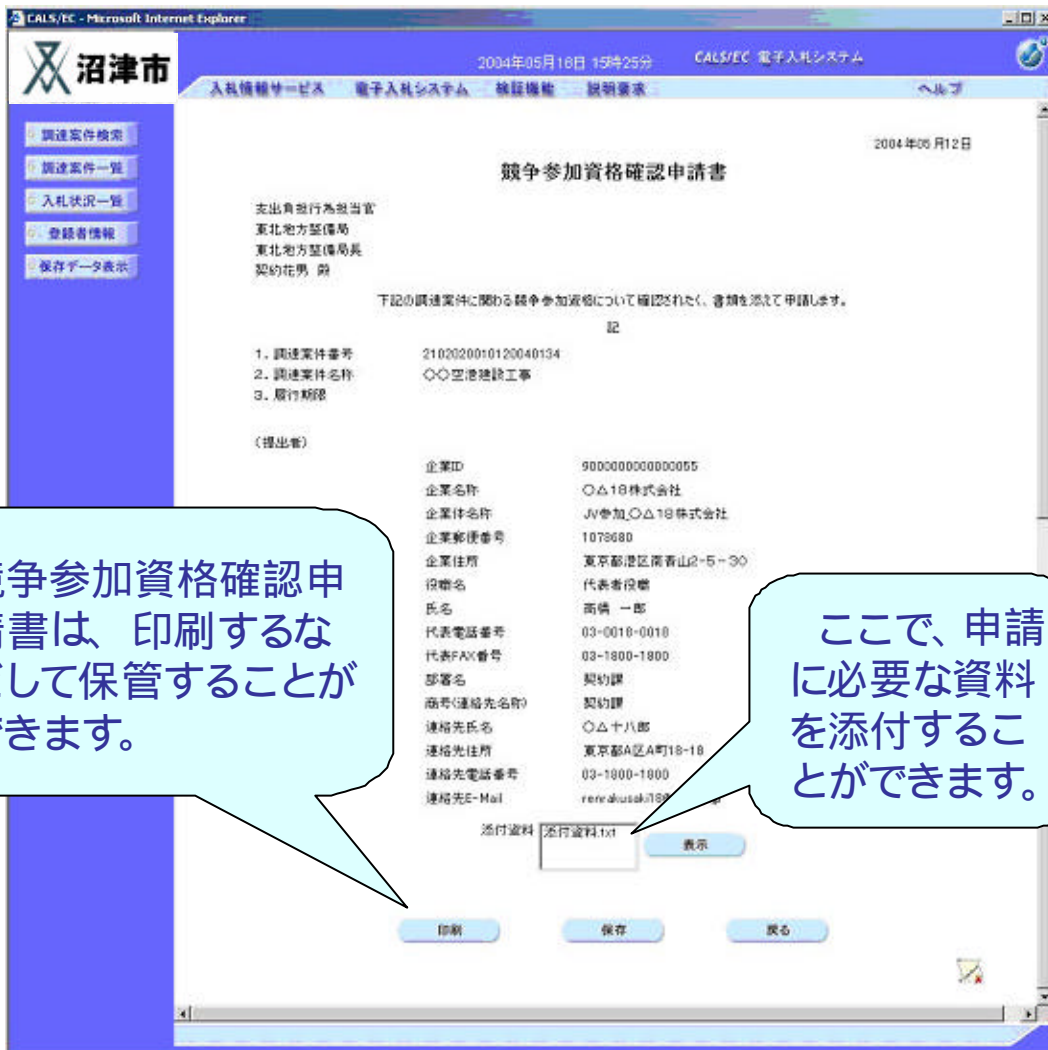 CALS/EC - Microsoft Internet Explorer
沼津市
2004年05月18日 15時25分 CALS/EC 電子入札システム
入札情報サービス 電子入札システム 検証機能 説明要求 ヘルプ
調達案件検索
調達案件一覧
入札状況一覧
登録者情報
保存データ表示
2004年05月12日
競争参加資格確認申請書
支出負担行為担当官
東北地方整備局
東北地方整備局長
契約花男 殿
下記の調達案件に関わる競争参加資格について確認されたく、書類を添えて申請します。
記
1. 調達案件番号 2102020010120040134
2. 調達案件名称 ○○空港建設工事
3. 履行期限
(提出者)
企業ID 9000000000000055
企業名称 ○△18株式会社
企業体名称 JV参加_○△18株式会社
企業郵便番号 1078680
企業住所 東京都港区南青山2-5-30
役職名 代表者役職
氏名 高橋 一郎
代表電話番号 03-0018-0018
代表FAX番号 03-1800-1800
部署名 契約課
商号(連絡先名称) 契約課
連絡先氏名 ○△十八郎
連絡先住所 東京都A区A町18-18
連絡先電話番号 03-1800-1800
連絡先E-Mail renrakusaki18
添付資料 添付資料.txt 表示
印刷 保存 戻る
争参加資格確認申
書は、印刷するな
して保管することが
きます。
ここで、申請
に必要な資料
を添付するこ
とができます。